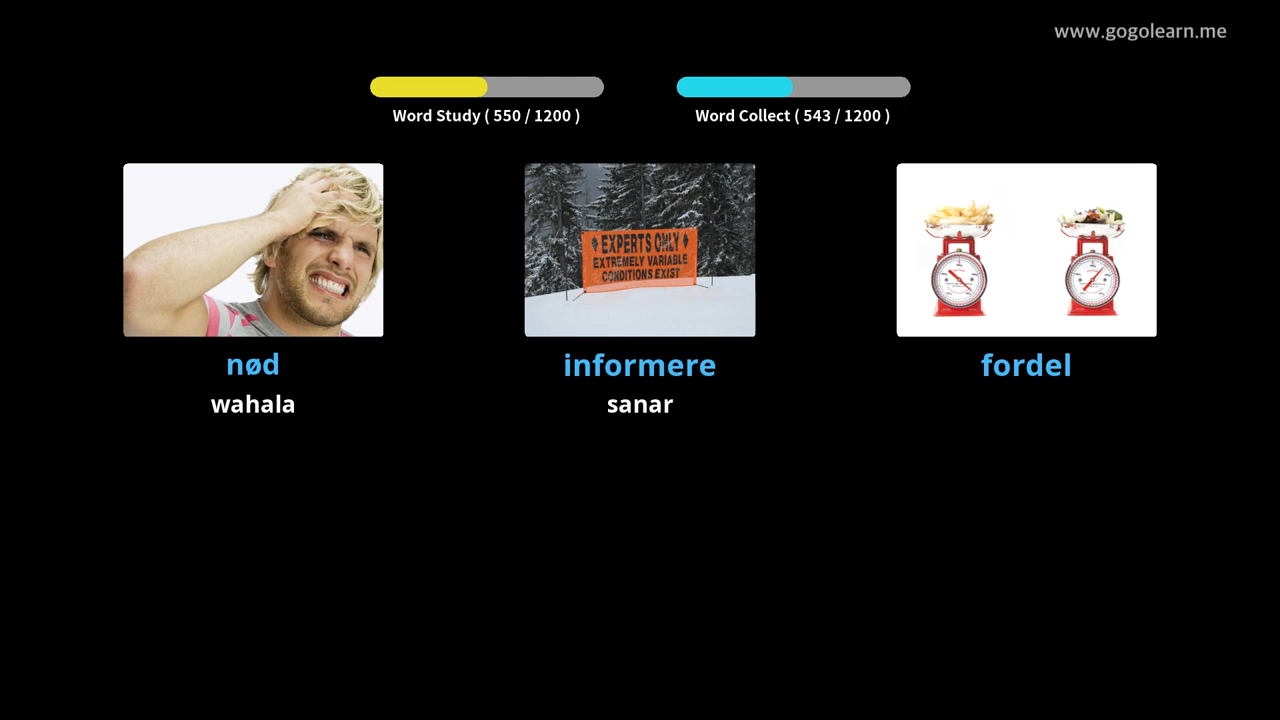 www.gogolearn.me
Word Study ( 550 / 1200 )
Word Collect ( 543 / 1200 )
EXPERTS ONLY
EXTREMELY VARIABLE
CONDITIONS EXIST
nød
informere
fordel
wahala
sanar